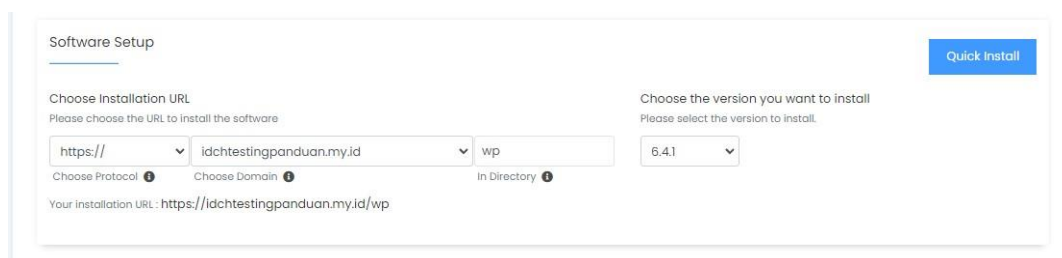 Software Setup
Quick Install
Choose Installation URL
Please choose the URL to install the software
https://
idchtestingpanduan.my.id
wp
Choose Protocol
Choose Domain
In Directory
Your installation URL : https://idchtestingpanduan.my.id/wp
Choose the version you want to install
Please select the version to install.
6.4.1